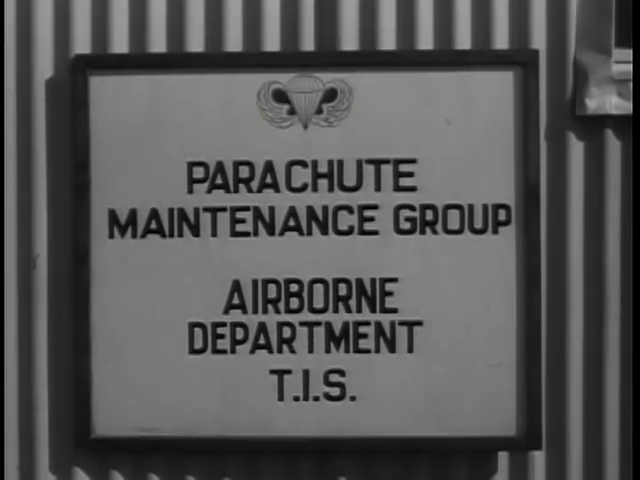 PARACHUTE
MAINTENANCE GROUP
AIRBORNE
DEPARTMENT
T.I.S.